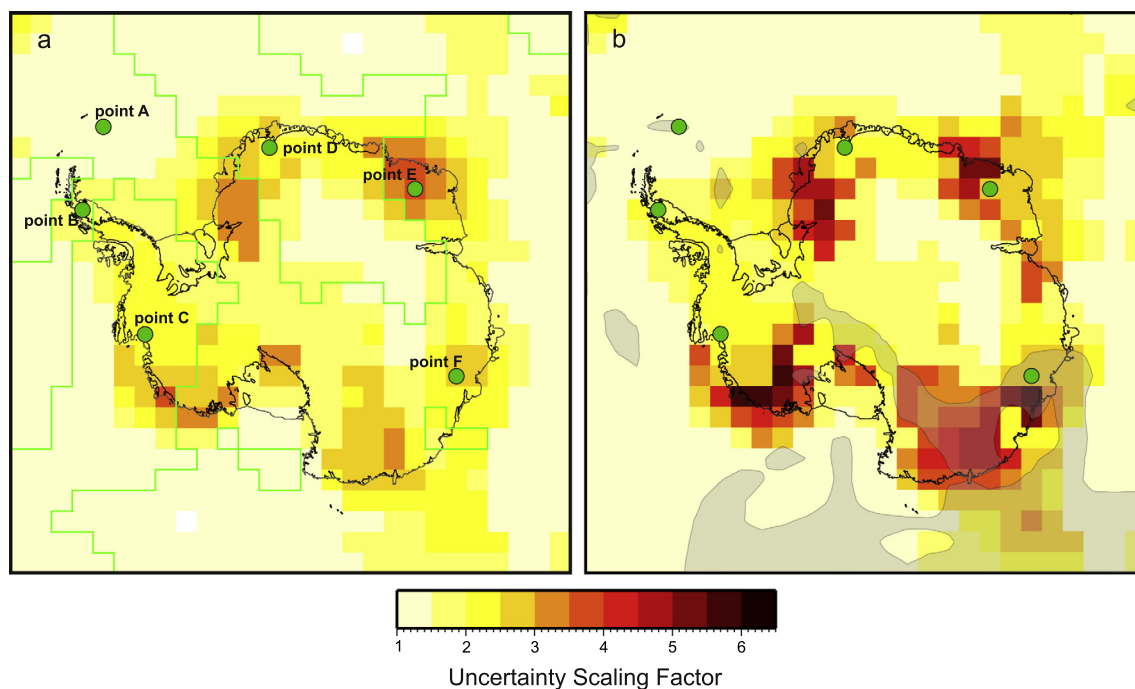 a
b
point A
point D
point E
point B
point C
point F
1 2 3 4 5 6
Uncertainty Scaling Factor